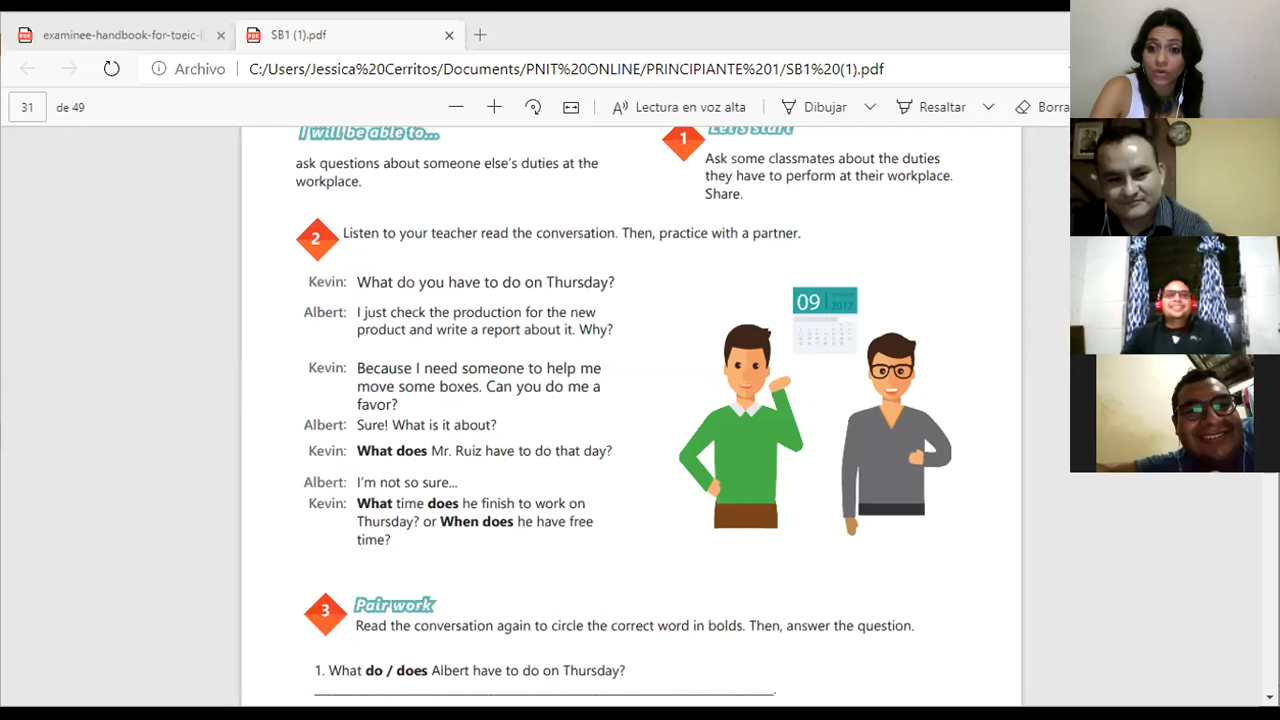 examinee-handbook-for-toeic-l
SB1 (1).pdf
Archivo
C:/Users/Jessica%20Cerritos/Documents/PNIT%20ONLINE/PRINCIPIANTE%201/SB1%20(1).pdf
31
de 49
Lectura en voz alta
Dibujar
Resaltar
Borra
I will be able to...
ask questions about someone else's duties at the
workplace.
1
Let's start
Ask some classmates about the duties
they have to perform at their workplace.
Share.
2
Listen to your teacher read the conversation. Then, practice with a partner.
Kevin: What do you have to do on Thursday?
Albert: I just check the production for the new
product and write a report about it. Why?
Kevin: Because I need someone to help me
move some boxes. Can you do me a
favor?
Albert: Sure! What is it about?
Kevin: What does Mr. Ruiz have to do that day?
Albert: I'm not so sure...
Kevin: What time does he finish to work on
Thursday? or When does he have free
time?
09
2017
3
Pair work
Read the conversation again to circle the correct word in bolds. Then, answer the question.
1. What do / does Albert have to do on Thursday?